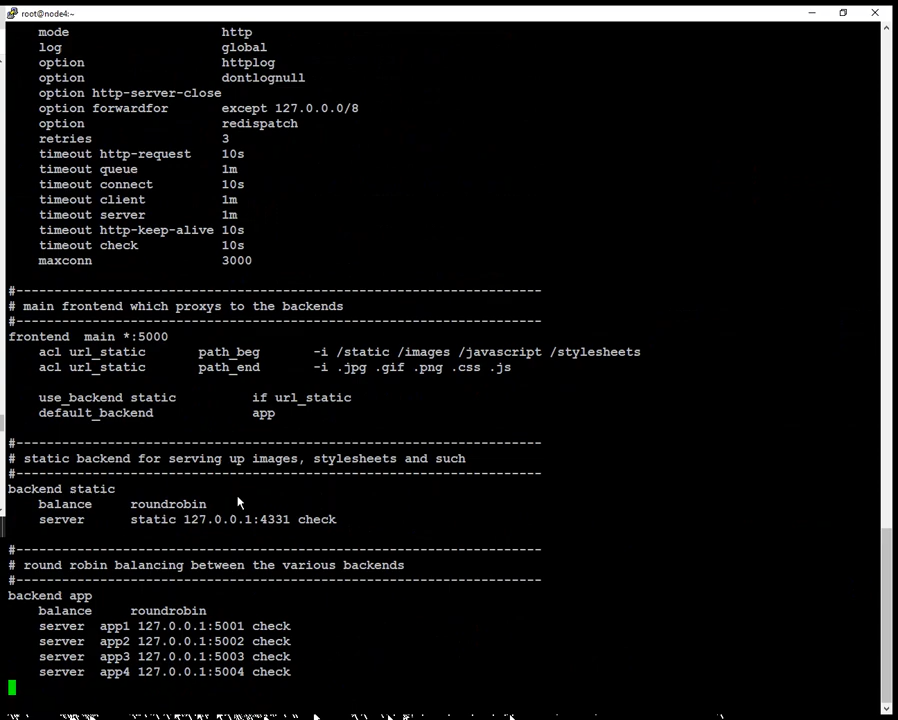 root@node4:~
mode http
log global
option httplog
option dontlognull
option http-server-close
option forwardfor except 127.0.0.0/8
option redispatch
retries 3
timeout http-request 10s
timeout queue 1m
timeout connect 10s
timeout client 1m
timeout server 1m
timeout http-keep-alive 10s
timeout check 10s
maxconn 3000
#---------------------------------------------------------------------
# main frontend which proxys to the backends
#---------------------------------------------------------------------
frontend main *:5000
acl url_static path_beg -i /static /images /javascript /stylesheets
acl url_static path_end -i .jpg .gif .png .css .js
use_backend static if url_static
default_backend app
#---------------------------------------------------------------------
# static backend for serving up images, stylesheets and such
#---------------------------------------------------------------------
backend static
balance roundrobin
server static 127.0.0.1:4331 check
#---------------------------------------------------------------------
# round robin balancing between the various backends
#---------------------------------------------------------------------
backend app
balance roundrobin
server app1 127.0.0.1:5001 check
server app2 127.0.0.1:5002 check
server app3 127.0.0.1:5003 check
server app4 127.0.0.1:5004 check